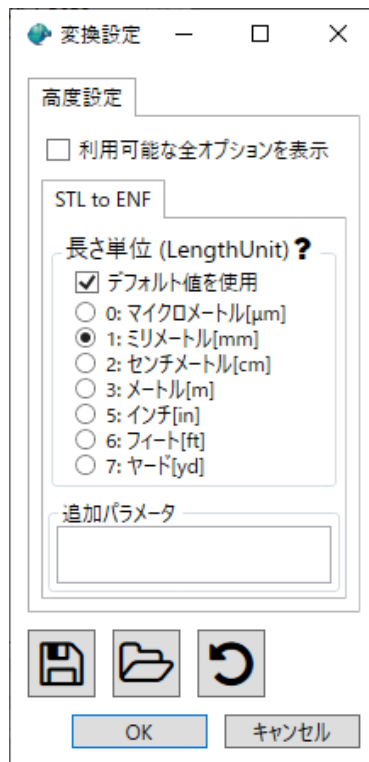 変換設定
高度設定
利用可能な全オプションを表示
STL to ENF
長さ単位 (LengthUnit) ?
デフォルト値を使用
0: マイクロメートル[μm]
1: ミリメートル[mm]
2: センチメートル[cm]
3: メートル[m]
5: インチ[in]
6: フィート[ft]
7: ヤード[yd]
追加パラメータ
OK キャンセル